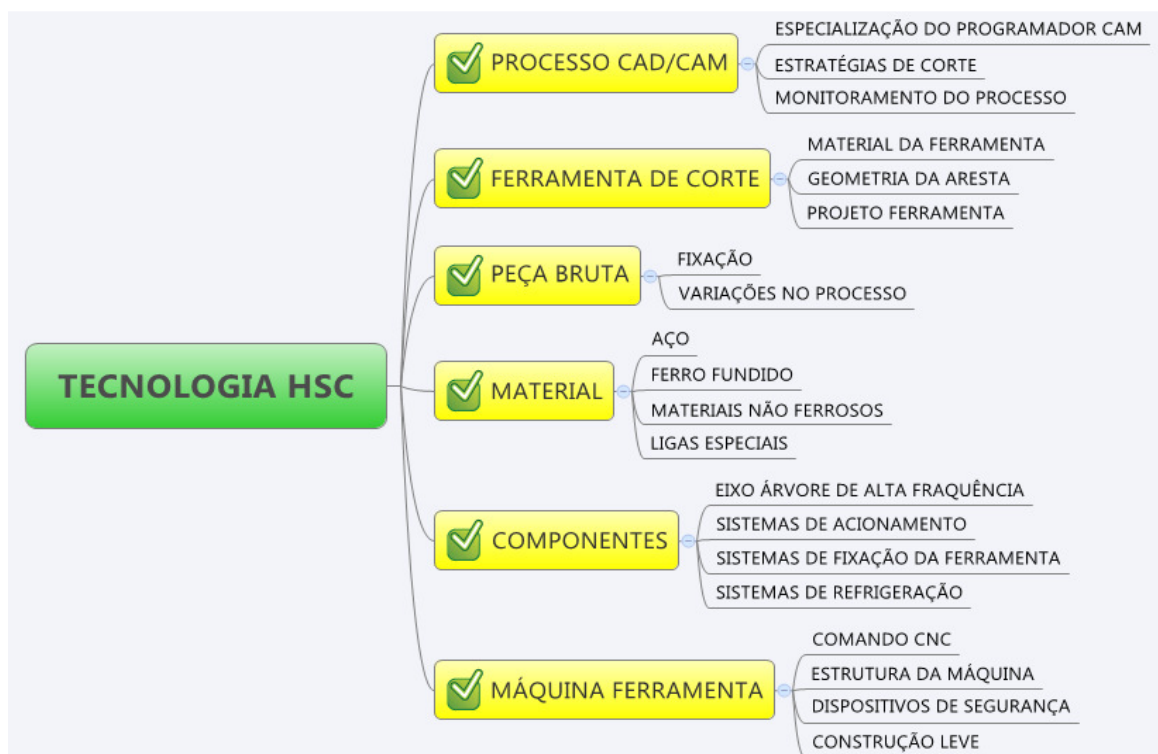 TECNOLOGIA HSC
PROCESSO CAD/CAM
ESPECIALIZAÇÃO DO PROGRAMADOR CAM
ESTRATÉGIAS DE CORTE
MONITORAMENTO DO PROCESSO
FERRAMENTA DE CORTE
MATERIAL DA FERRAMENTA
GEOMETRIA DA ARESTA
PROJETO FERRAMENTA
PEÇA BRUTA
FIXAÇÃO
VARIAÇÕES NO PROCESSO
MATERIAL
AÇO
FERRO FUNDIDO
MATERIAIS NÃO FERROSOS
LIGAS ESPECIAIS
COMPONENTES
EIXO ÁRVORE DE ALTA FRAQUÊNCIA
SISTEMAS DE ACIONAMENTO
SISTEMAS DE FIXAÇÃO DA FERRAMENTA
SISTEMAS DE REFRIGERAÇÃO
MÁQUINA FERRAMENTA
COMANDO CNC
ESTRUTURA DA MÁQUINA
DISPOSITIVOS DE SEGURANÇA
CONSTRUÇÃO LEVE